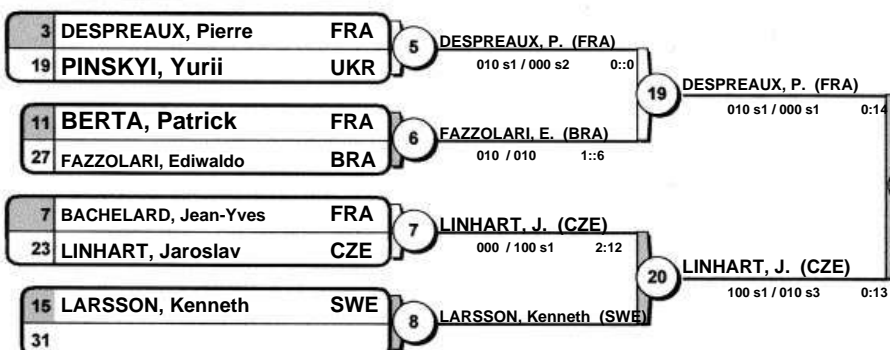 3 DESPREAUX, Pierre FRA
19 PINSKYI, Yurii UKR
5
DESPREAUX, P. (FRA)
010 s1 / 000 s2 0::0
11 BERTA, Patrick FRA
27 FAZZOLARI, Ediwaldo BRA
6
FAZZOLARI, E. (BRA)
010 / 010 1::6
19
DESPREAUX, P. (FRA)
010 s1 / 000 s1 0:14
7 BACHELARD, Jean-Yves FRA
23 LINHART, Jaroslav CZE
7
LINHART, J. (CZE)
000 / 100 s1 2:12
15 LARSSON, Kenneth SWE
31
8
LARSSON, Kenneth (SWE)
20
LINHART, J. (CZE)
100 s1 / 010 s3 0:13